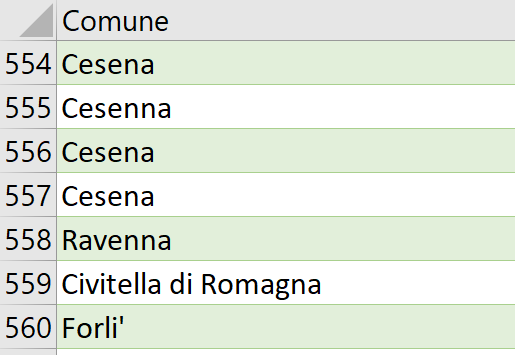 Comune
554 Cesena
555 Cesenna
556 Cesena
557 Cesena
558 Ravenna
559 Civitella di Romagna
560 Forli'